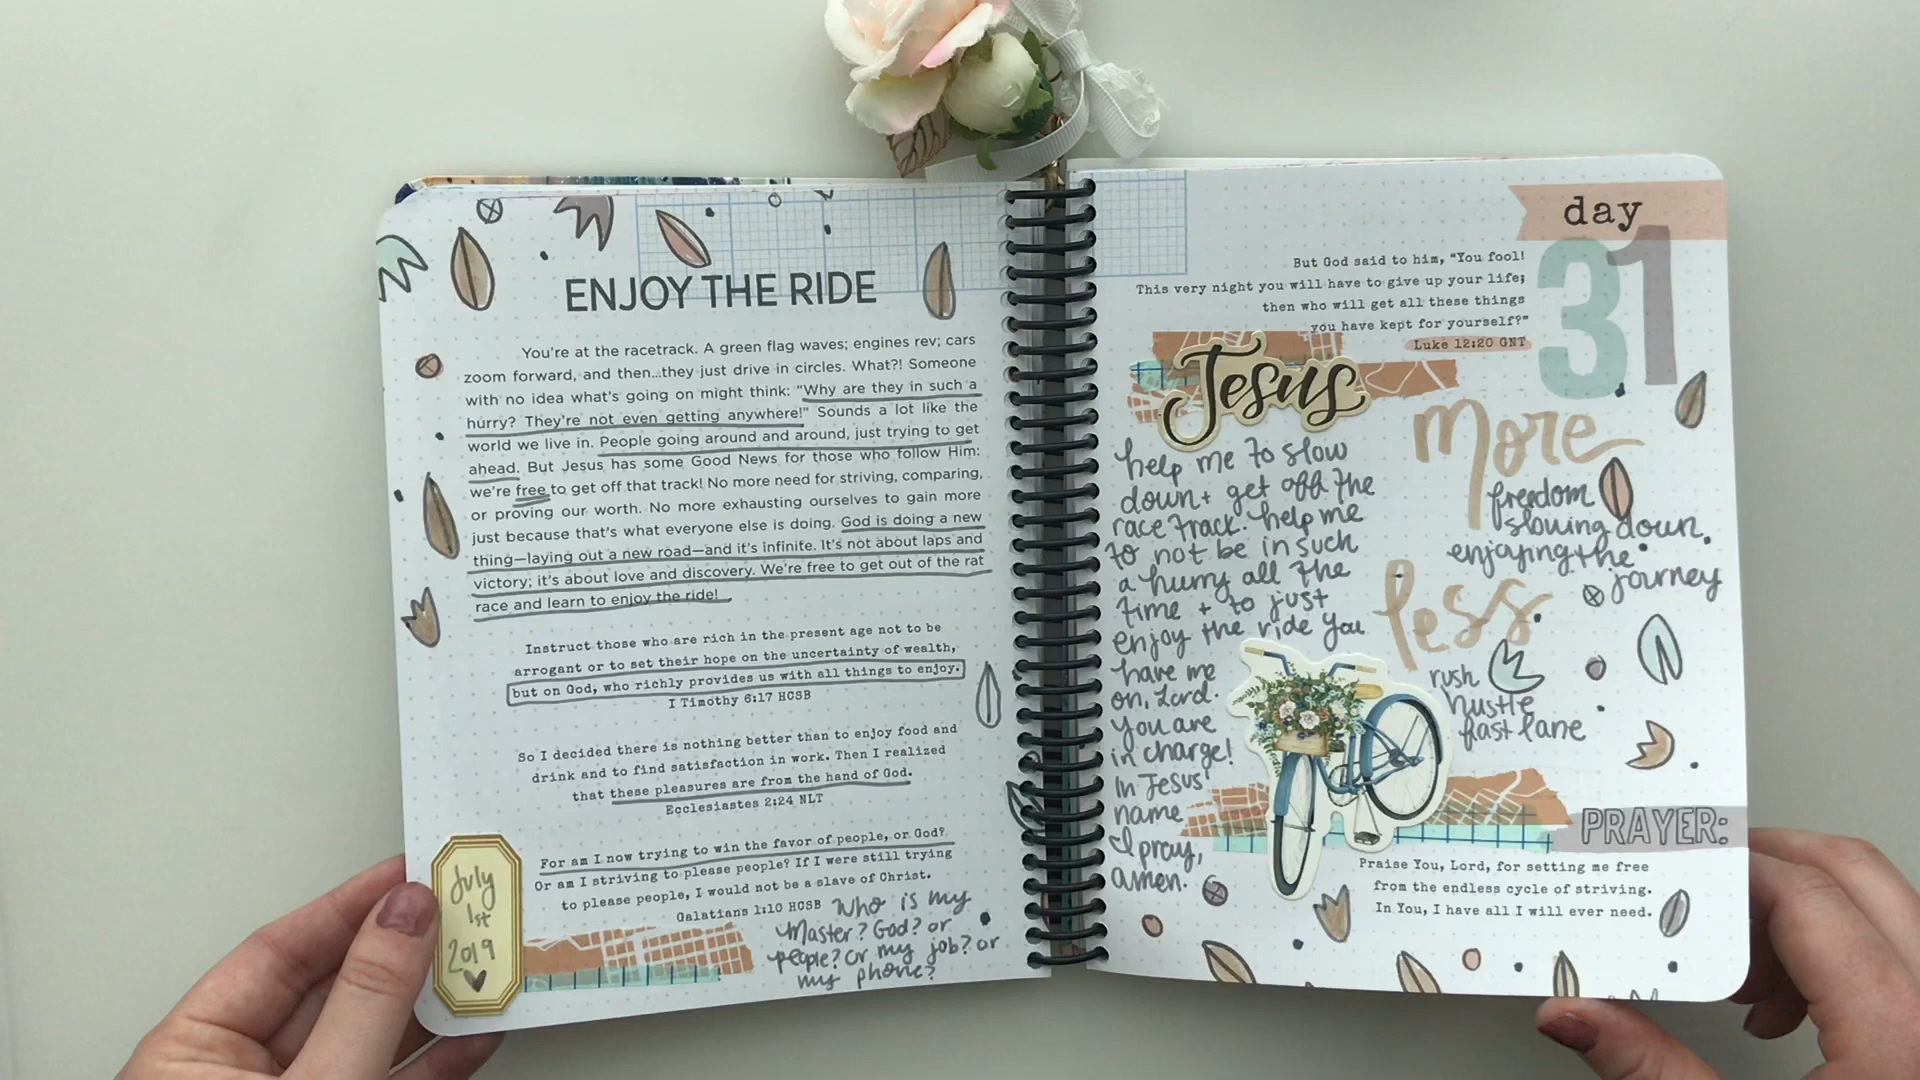 ENJOY THE RIDE
You're at the racetrack. A green flag waves; engines rev; cars
zoom forward, and then...they just drive in circles. What?! Someone
with no idea what's going on might think: "Why are they in such a
hurry? They're not even getting anywhere!" Sounds a lot like the
world we live in. People going around and around, just trying to get
ahead. But Jesus has some Good News for those who follow Him:
we're free to get off that track! No more need for striving, comparing,
or proving our worth. No more exhausting ourselves to gain more
just because that's what everyone else is doing. God is doing a new
thing—laying out a new road—and it's infinite. It's not about laps and
victory; it's about love and discovery. We're free to get out of the rat
race and learn to enjoy the ride!
Instruct those who are rich in the present age not to be
arrogant or to set their hope on the uncertainty of wealth,
but on God, who richly provides us with all things to enjoy.
I Timothy 6:17 HCSB
So I decided there is nothing better than to enjoy food and
drink and to find satisfaction in work. Then I realized
that these pleasures are from the hand of God.
Ecclesiastes 2:24 NLT
For am I now trying to win the favor of people, or God?
Or am I striving to please people? If I were still trying
to please people, I would not be a slave of Christ.
Galatians 1:10 HCSB
Who is my
Master? God? or
people? or my job? or
my phone?
July
1st
2019
day
31
But God said to him, "You fool!
This very night you will have to give up your life;
then who will get all these things
you have kept for yourself?"
Luke 12:20 GNT
Jesus
help me to slow
down + get off the
race track. help me
to not be in such
a hurry all the
time + to just
enjoy the ride you
have me
on, Lord.
You are
in charge!
In Jesus'
name
I pray,
amen.
more
freedom
slowing down
enjoying the
journey
less
rush
hustle
fast lane
PRAYER:
Praise You, Lord, for setting me free
from the endless cycle of striving.
In You, I have all I will ever need.